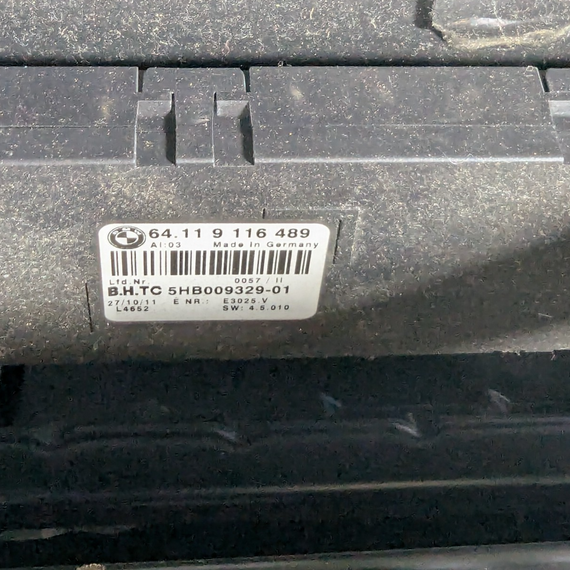 BMW 64.11 9 116 489
AI:03 Made in Germany
Lfd.Nr 0057 / II
B.H.TC 5HB009329-01
27/10/11 E NR.: E3025.V
L4652 SW: 4.5.010